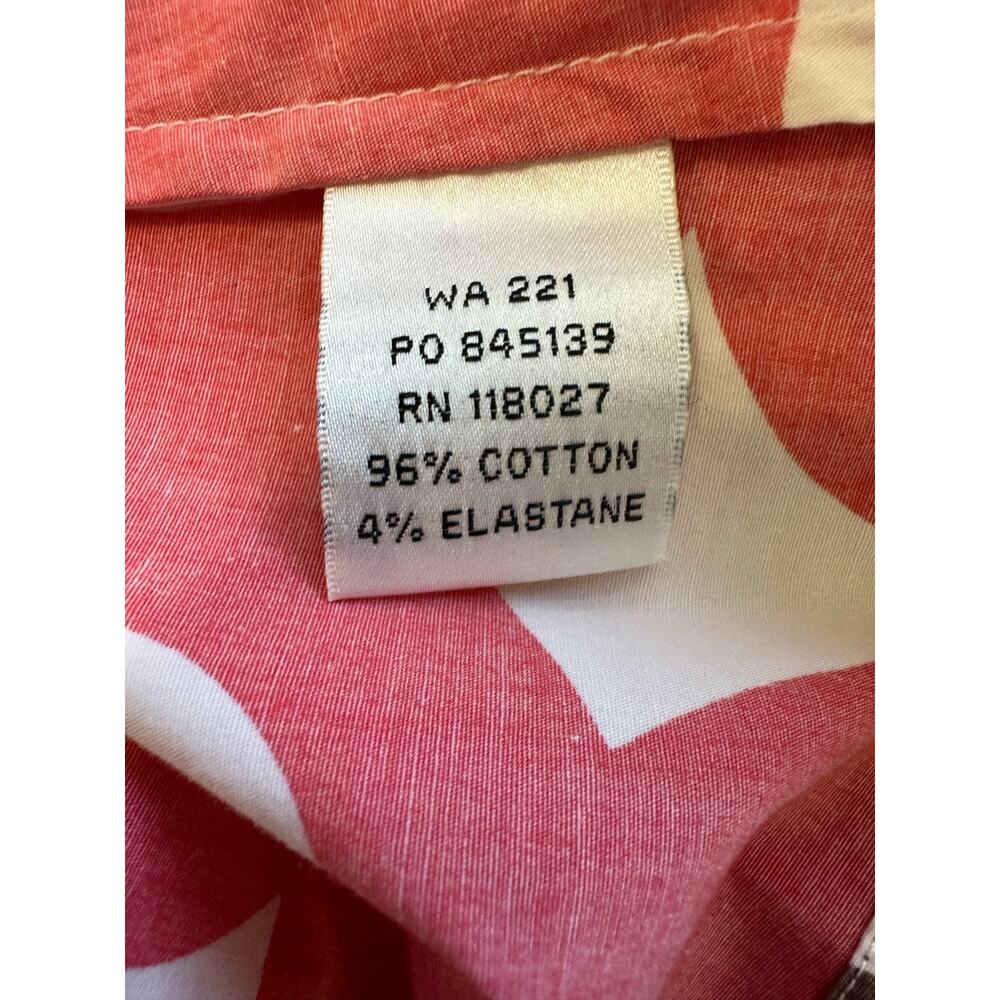 WA 221
PO 845139
RN 118027
96% COTTON
4% ELASTANE